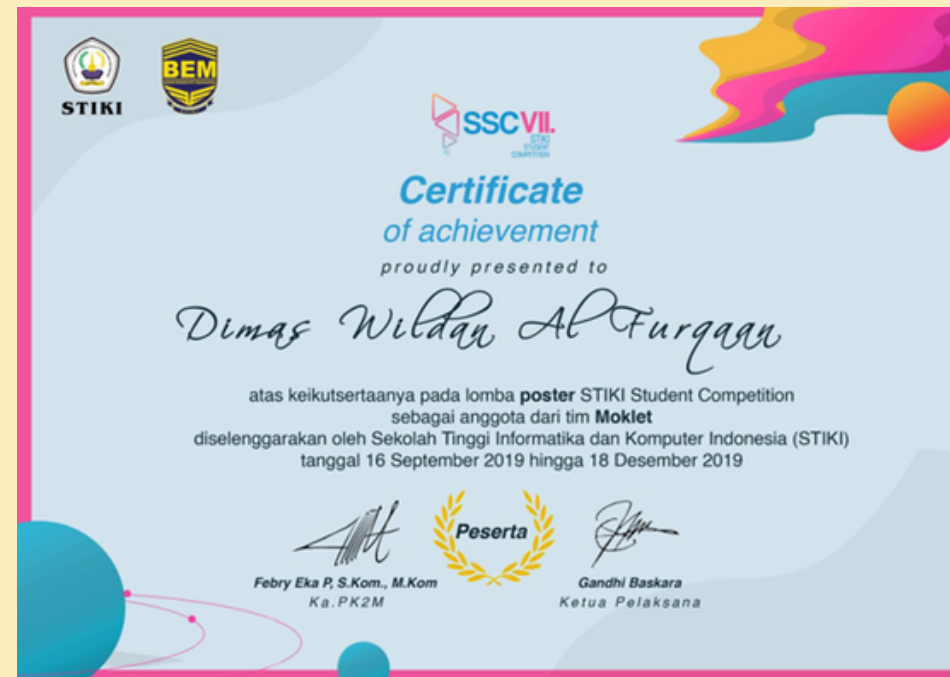 STIKI
BEM
SSCVII.
STIKI
STUDENT
COMPETITION
Certificate
of achievement
proudly presented to
Dimas Wildan Al Furqaan
atas keikutsertaanya pada lomba poster STIKI Student Competition
sebagai anggota dari tim Moklet
diselenggarakan oleh Sekolah Tinggi Informatika dan Komputer Indonesia (STIKI)
tanggal 16 September 2019 hingga 18 Desember 2019
Peserta
Febry Eka P, S.Kom., M.Kom
Ka.PK2M
Gandhi Baskara
Ketua Pelaksana